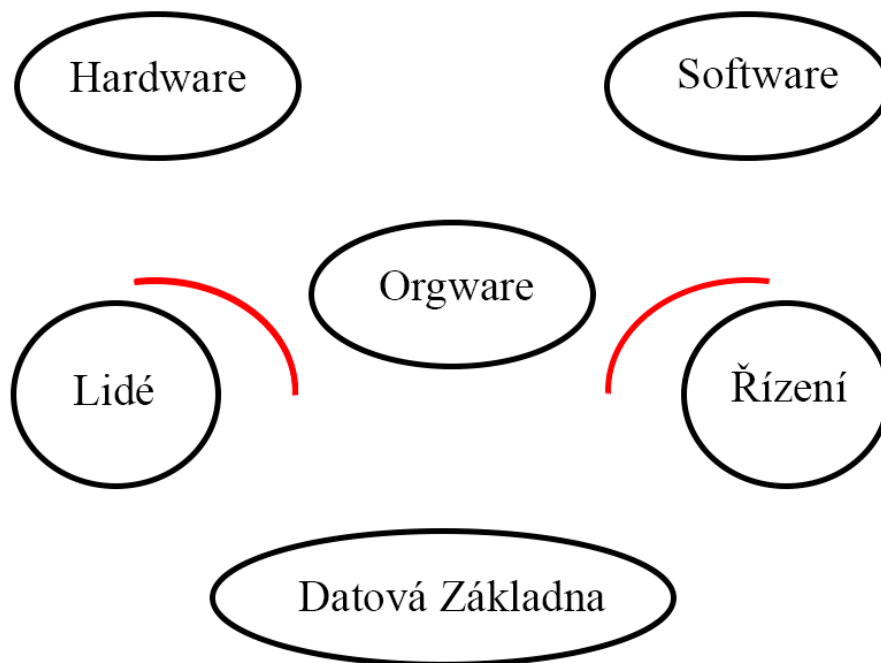 Hardware
Software
Orgware
Lidé
Řízení
Datová Základna